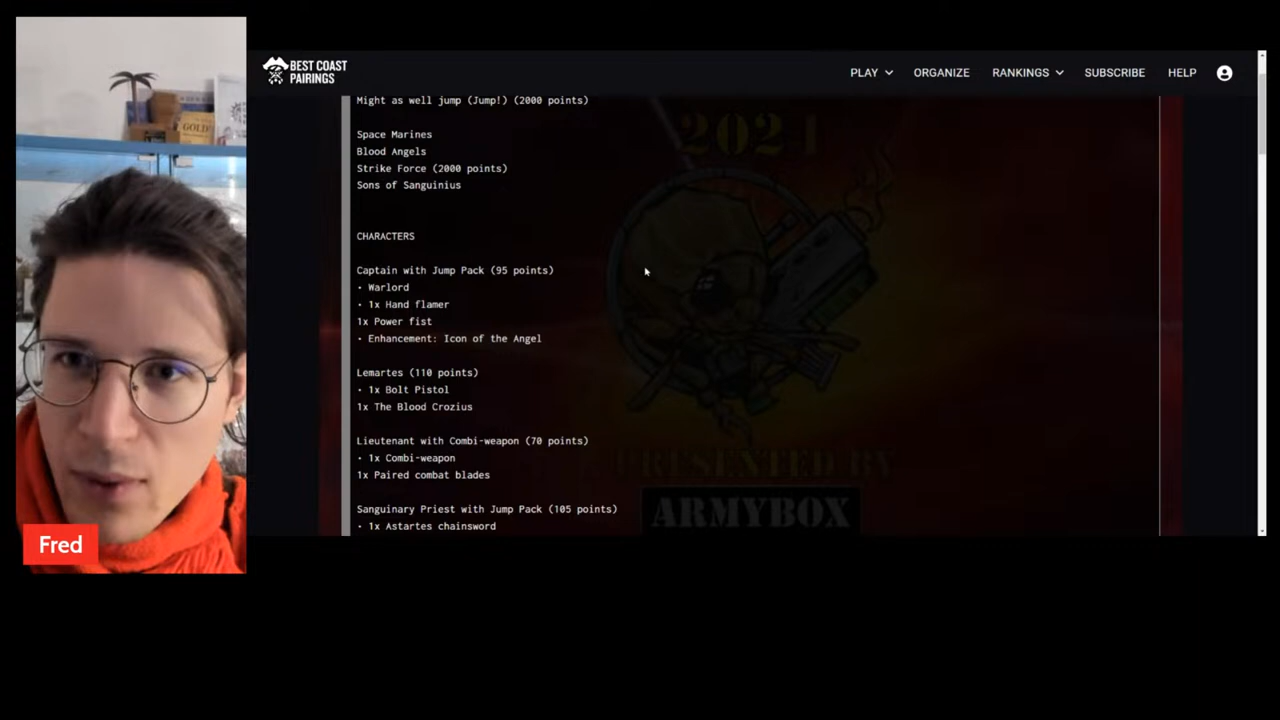 BEST COAST
PAIRINGS
PLAY
ORGANIZE
RANKINGS
SUBSCRIBE
HELP
Might as well jump (Jump!) (2000 points)
2024
Space Marines
Blood Angels
Strike Force (2000 points)
Sons of Sanguinius
CHARACTERS
Captain with Jump Pack (95 points)
• Warlord
• 1x Hand flamer
1x Power fist
• Enhancement: Icon of the Angel
Lemartes (110 points)
• 1x Bolt Pistol
1x The Blood Crozius
Lieutenant with Combi-weapon (70 points)
• 1x Combi-weapon
1x Paired combat blades
PRESENTED BY
ARMYBOX
Sanguinary Priest with Jump Pack (105 points)
• 1x Astartes chainsword
GOLD!
Fred